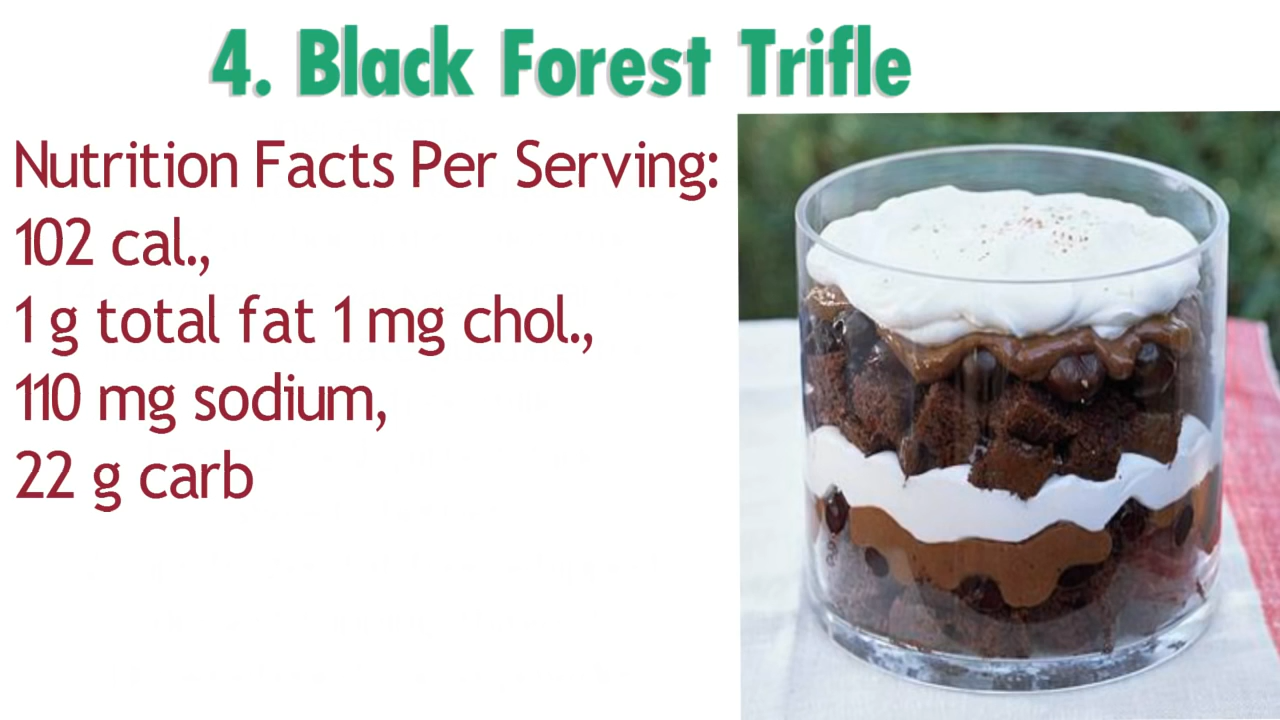 4. Black Forest Trifle
Nutrition Facts Per Serving:
102 cal.,
1 g total fat 1 mg chol.,
110 mg sodium,
22 g carb